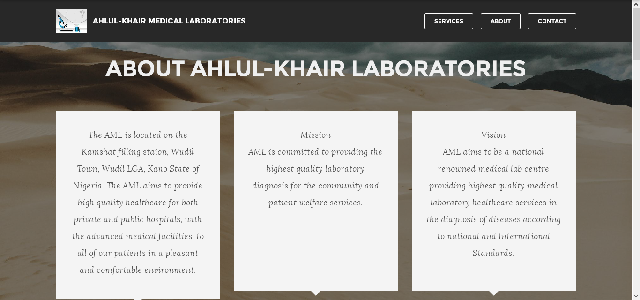 AHLUL-KHAIR MEDICAL LABORATORIES
SERVICES
ABOUT
CONTACT
ABOUT AHLUL-KHAIR LABORATORIES
The AML is located on the
Kamshat filling staion, Wudil
Town, Wudil LGA, Kano State of
Nigeria. The AML aims to provide
high quality healthcare for both
private and public hospitals, with
the advanced medical facilities to
all of our patients in a pleasant
and comfortable environment.
Mission
AML is committed to providing the
highest quality laboratory
diagnosis for the community and
patient welfare services.
Vision
AML aims to be a national
renowned medical lab centre
providing highest quality medical
laboratory healthcare services in
the diagnosis of diseases according
to national and International
Standards.